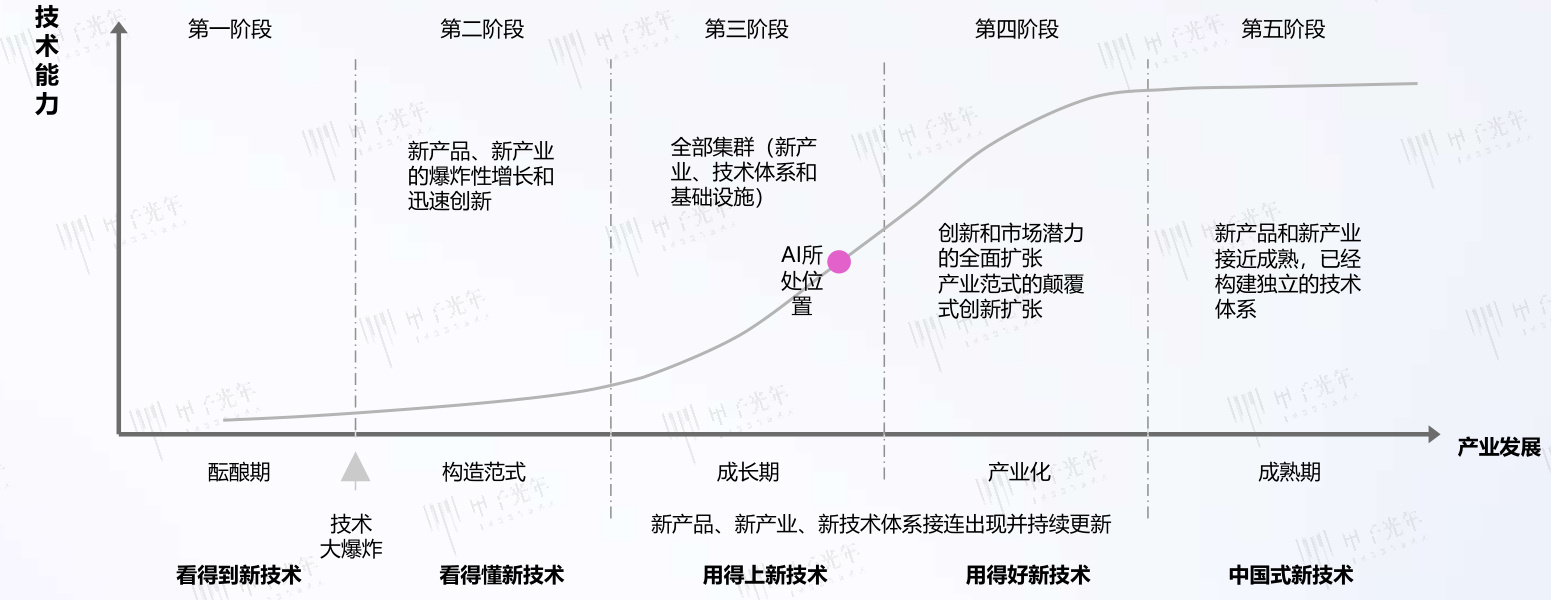 技术能力
第一阶段
第二阶段
第三阶段
第四阶段
第五阶段
新产品、新产业
的爆炸性增长和
迅速创新
全部集群（新产
业、技术体系和
基础设施）
AI所
处位
置
创新和市场潜力
的全面扩张
产业范式的颠覆
式创新扩张
新产品和新产业
接近成熟，已经
构建独立的技术
体系
产业发展
酝酿期
构造范式
成长期
产业化
成熟期
技术
大爆炸
新产品、新产业、新技术体系接连出现并持续更新
看得到新技术
看得懂新技术
用得上新技术
用得好新技术
中国式新技术